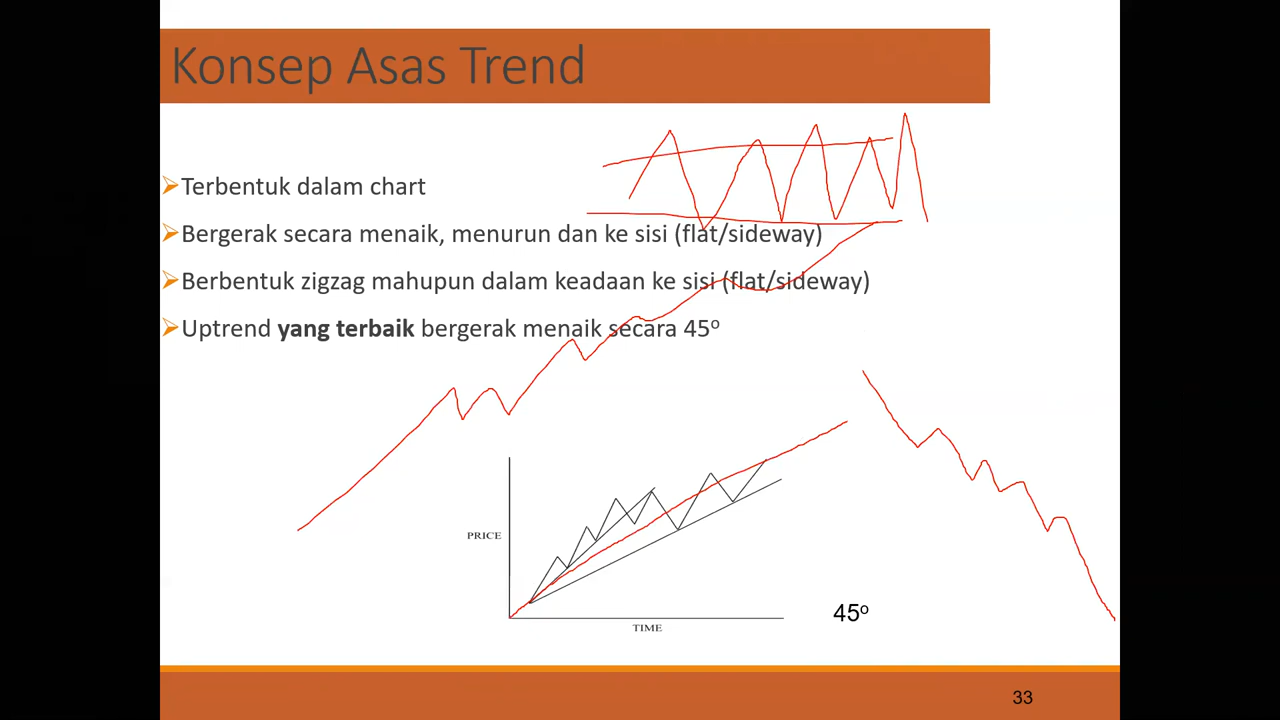 Konsep Asas Trend
Terbentuk dalam chart
Bergerak secara menaik, menurun dan ke sisi (flat/sideway)
Berbentuk zigzag mahupun dalam keadaan ke sisi (flat/sideway)
Uptrend yang terbaik bergerak menaik secara 45º
PRICE
TIME
45º
33